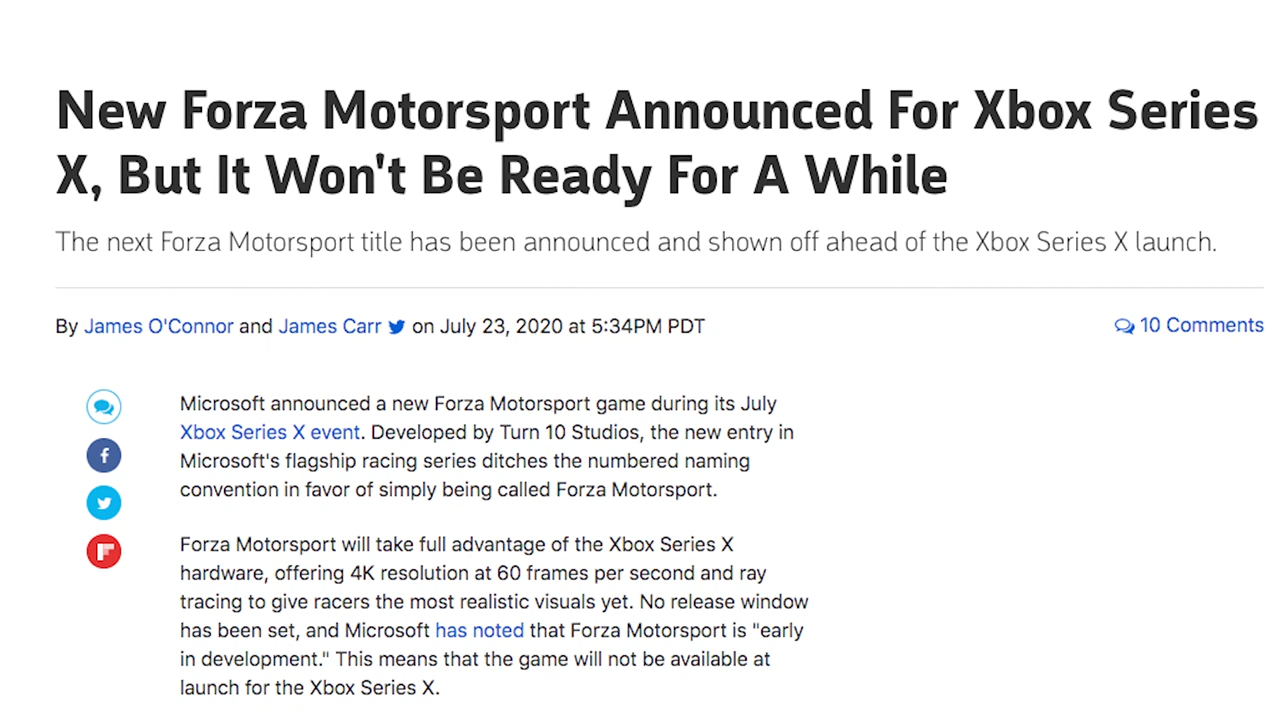 New Forza Motorsport Announced For Xbox Series
X, But It Won't Be Ready For A While
The next Forza Motorsport title has been announced and shown off ahead of the Xbox Series X launch.
By James O'Connor and James Carr on July 23, 2020 at 5:34PM PDT
10 Comments
Microsoft announced a new Forza Motorsport game during its July
Xbox Series X event. Developed by Turn 10 Studios, the new entry in
Microsoft's flagship racing series ditches the numbered naming
convention in favor of simply being called Forza Motorsport.
Forza Motorsport will take full advantage of the Xbox Series X
hardware, offering 4K resolution at 60 frames per second and ray
tracing to give racers the most realistic visuals yet. No release window
has been set, and Microsoft has noted that Forza Motorsport is "early
in development." This means that the game will not be available at
launch for the Xbox Series X.